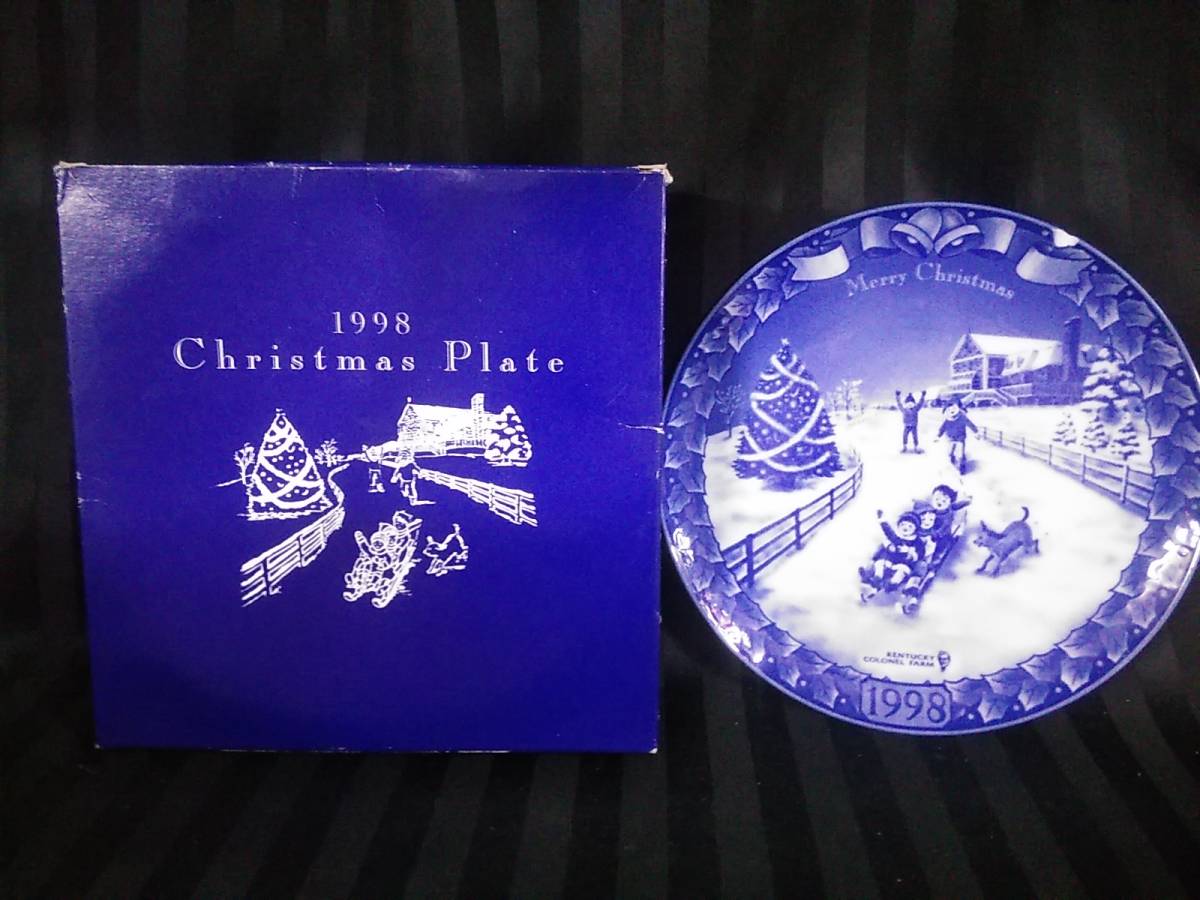 1998
Christmas Plate
Merry Christmas
KENTUCKY
COLONEL FARM
1998